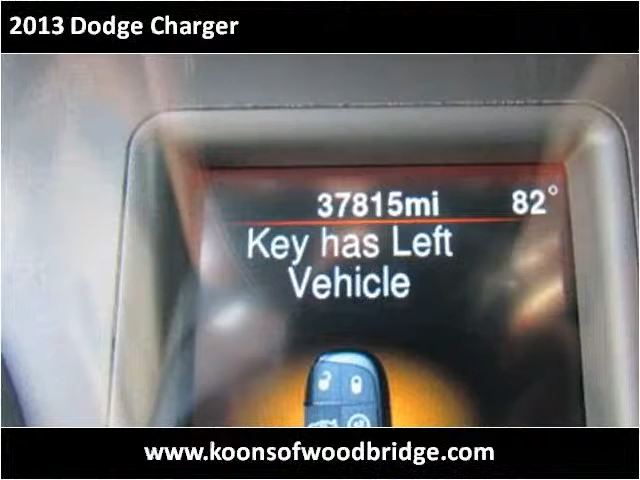 2013 Dodge Charger
37815mi 82°
Key has Left
Vehicle
www.koonsofwoodbridge.com